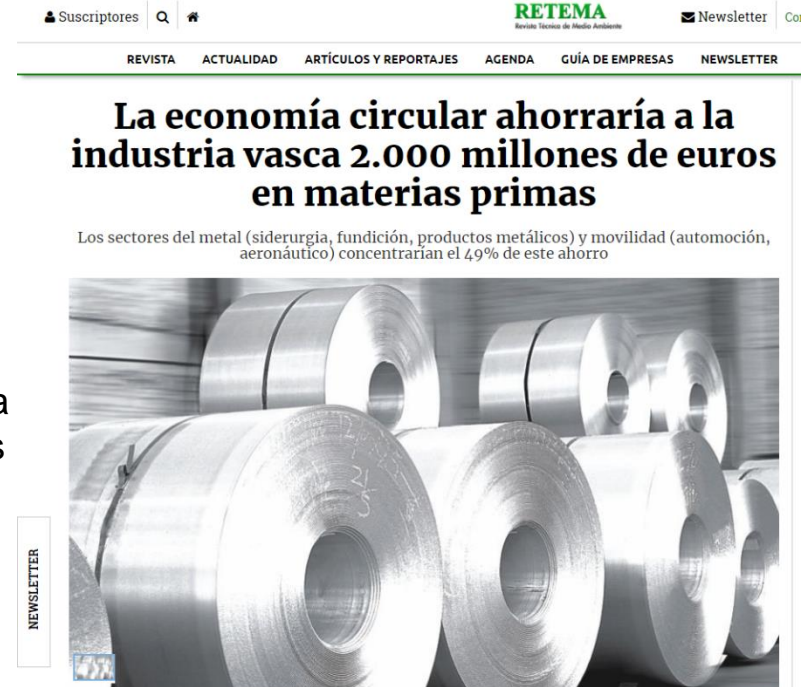 Suscriptores
RETEMA
Revista Técnica de Medio Ambiente
Newsletter
Con
REVISTA ACTUALIDAD ARTÍCULOS Y REPORTAJES AGENDA GUÍA DE EMPRESAS NEWSLETTER
La economía circular ahorraría a la
industria vasca 2.000 millones de euros
en materias primas
Los sectores del metal (siderurgia, fundición, productos metálicos) y movilidad (automoción,
aeronáutico) concentrarían el 49% de este ahorro
a
s
NEWSLETTER